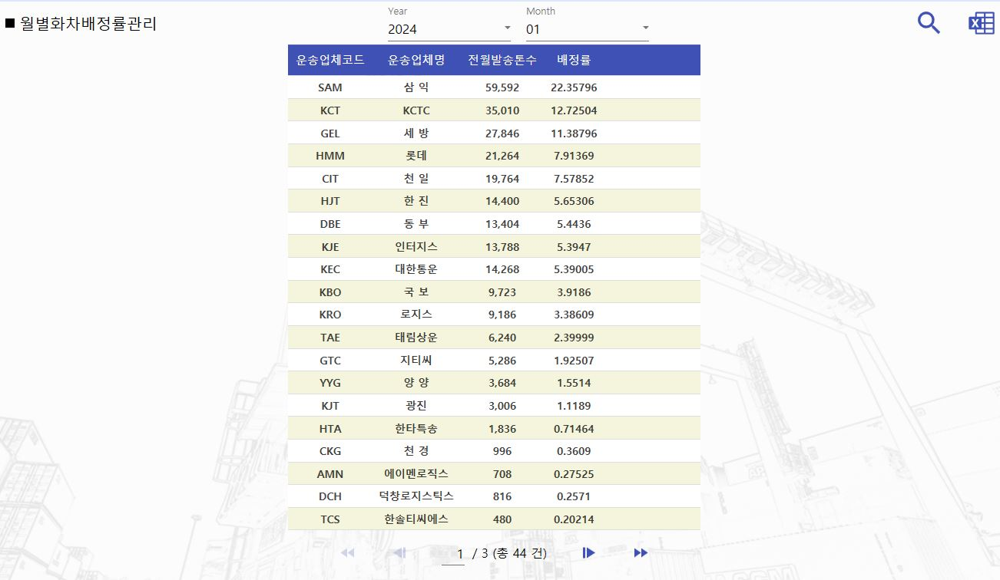 Year
Month
■ 월별화차배정률관리
2024
01
운송업체코드 운송업체명 전월발송톤수 배정률
SAM 삼 익 59,592 22.35796
KCT KCTC 35,010 12.72504
GEL 세 방 27,846 11.38796
HMM 롯데 21,264 7.91369
CIT 천 일 19,764 7.57852
HJT 한 진 14,400 5.65306
DBE 동 부 13,404 5.4436
KJE 인터지스 13,788 5.3947
KEC 대한통운 14,268 5.39005
KBO 국 보 9,723 3.9186
KRO 로지스 9,186 3.38609
TAE 태림상운 6,240 2.39999
GTC 지티씨 5,286 1.92507
YYG 양 양 3,684 1.5514
KJT 광진 3,006 1.1189
HTA 한타특송 1,836 0.71464
CKG 천 경 996 0.3609
AMN 에이멘로직스 708 0.27525
DCH 덕창로지스틱스 816 0.2571
TCS 한솔티씨에스 480 0.20214
1 / 3 (총 44 건)